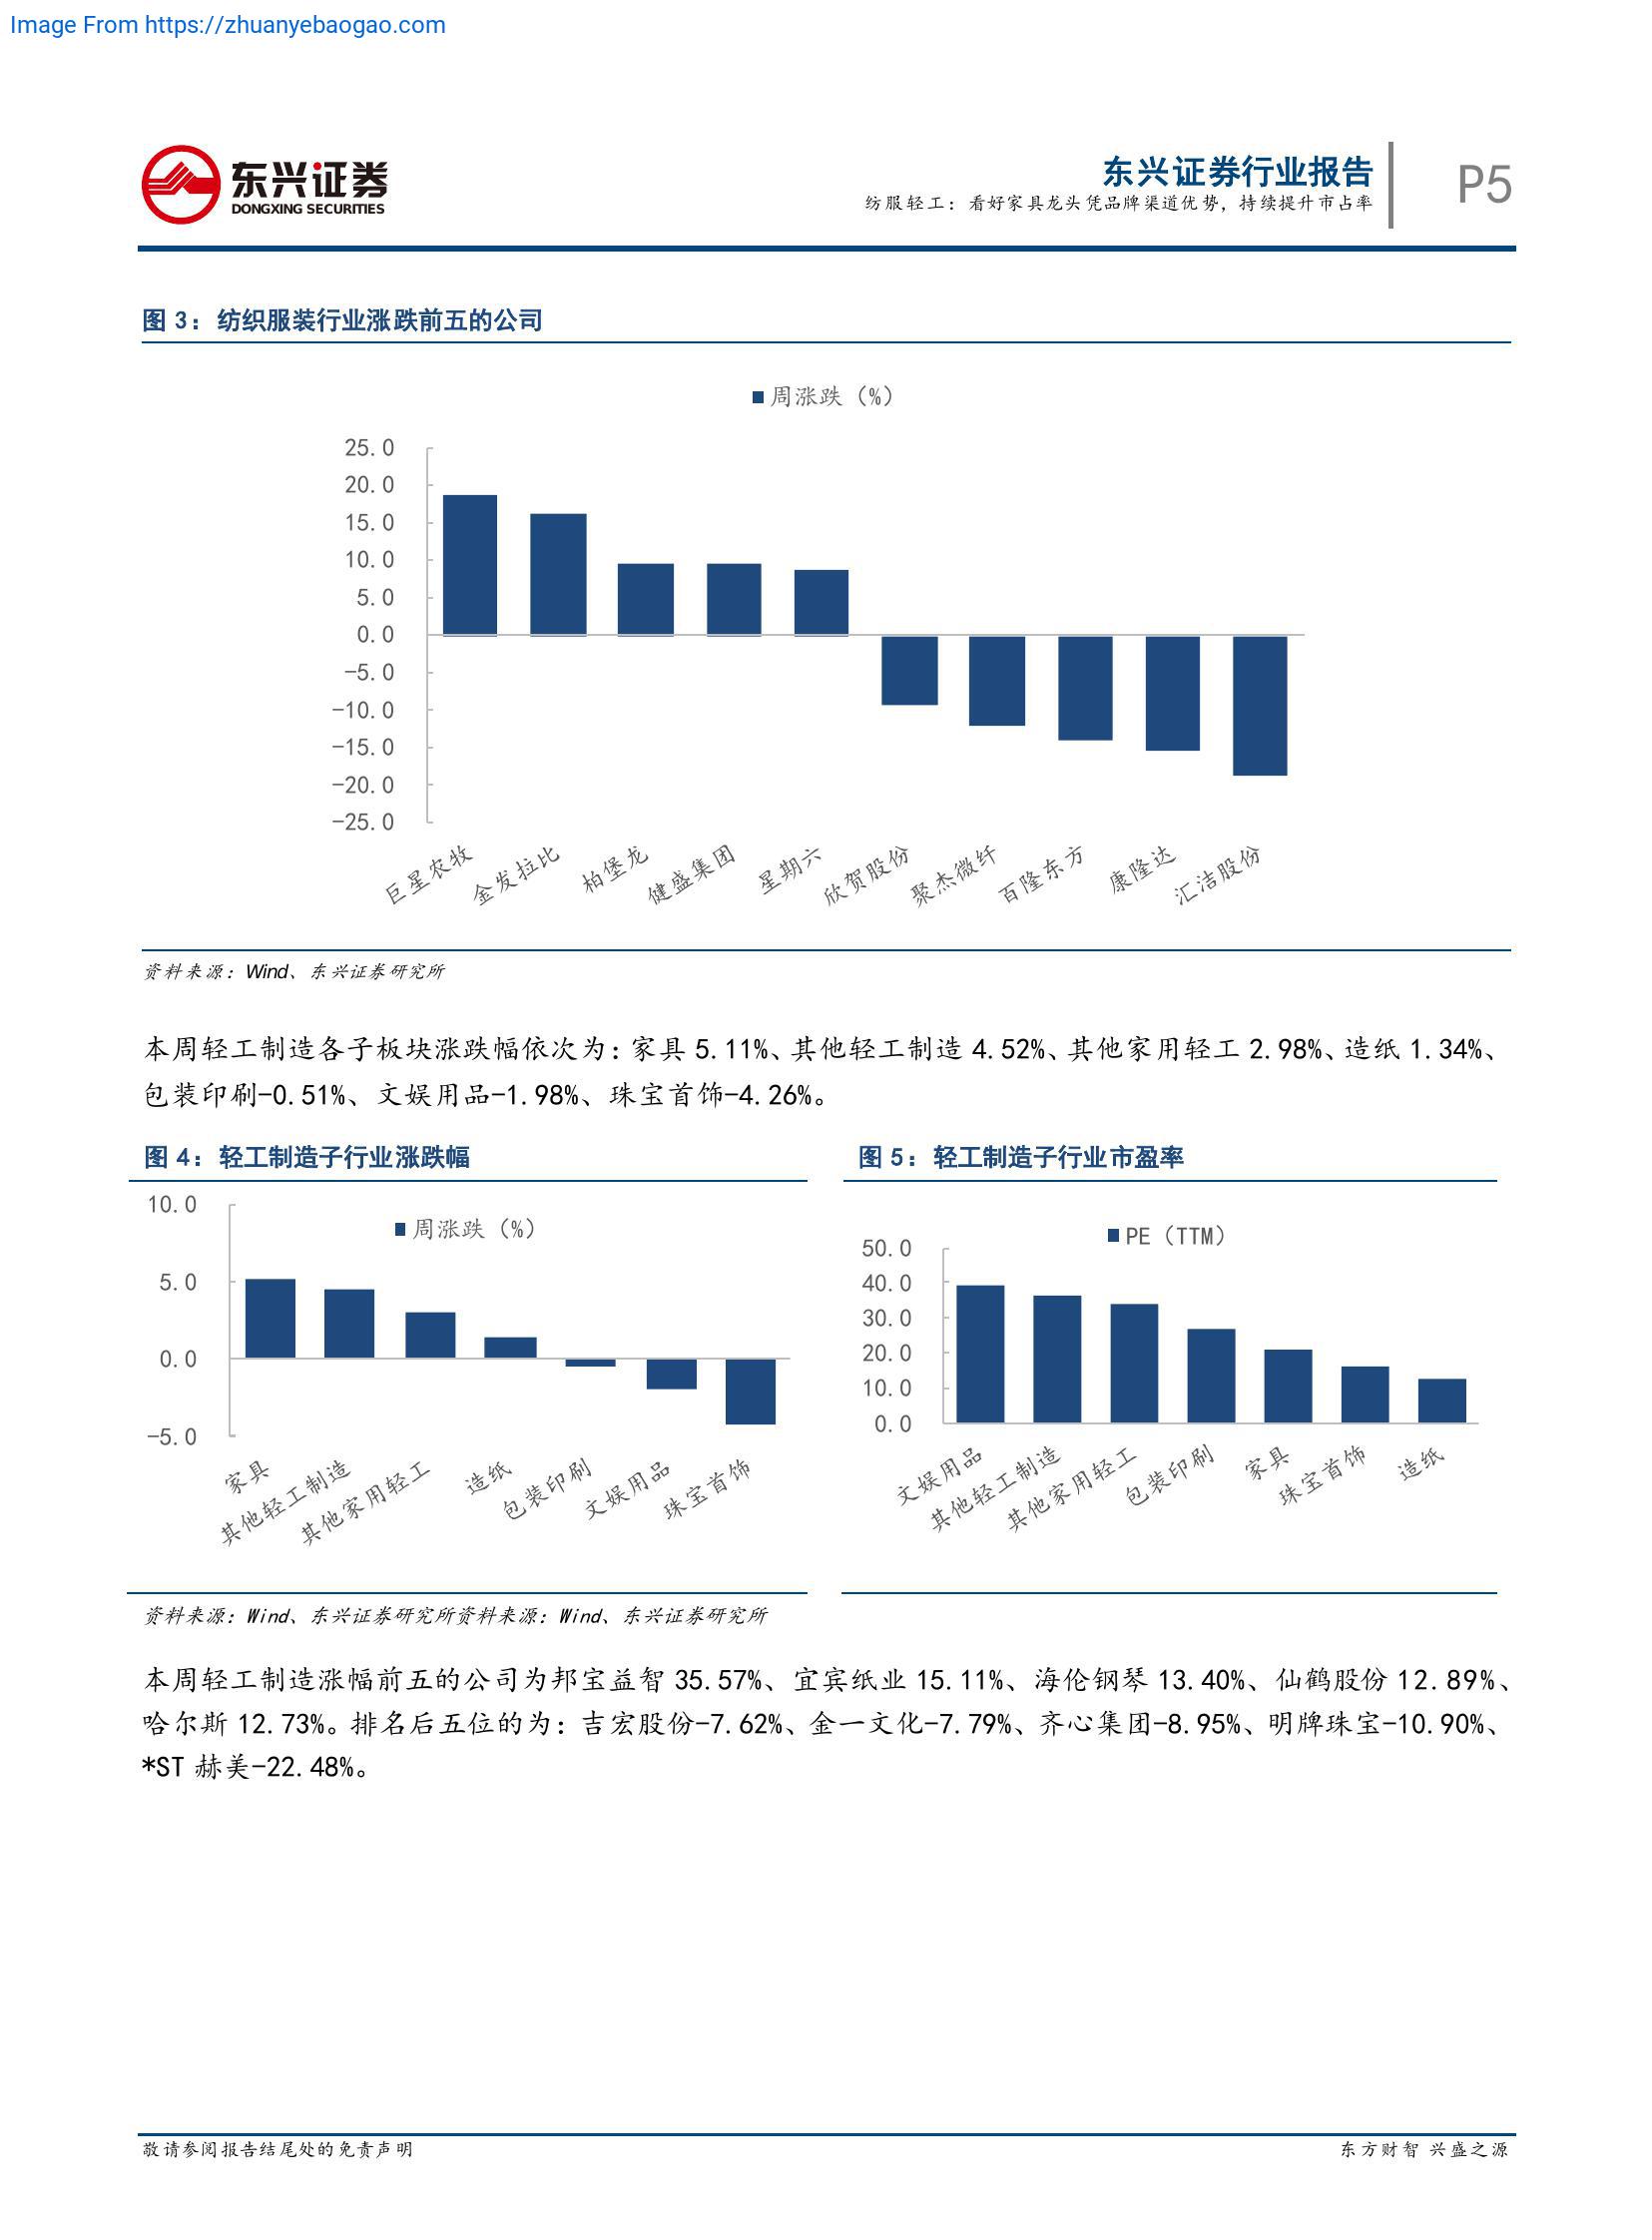 Image From https://zhuanyebaogao.com
东兴证券
DONGXING SECURITIES
东兴证券行业报告
纺服轻工：看好家具龙头凭品牌渠道优势，持续提升市占率
P5
图 3：纺织服装行业涨跌前五的公司
周涨跌（%）
25.0
20.0
15.0
10.0
5.0
0.0
-5.0
-10.0
-15.0
-20.0
-25.0
巨星农牧
金发拉比
柏堡龙
健盛集团
星期六
欣贺股份
聚杰微纤
百隆东方
康隆达
汇洁股份
资料来源：Wind、东兴证券研究所
本周轻工制造各子板块涨跌幅依次为：家具 5.11%、其他轻工制造 4.52%、其他家用轻工 2.98%、造纸 1.34%、
包装印刷-0.51%、文娱用品-1.98%、珠宝首饰-4.26%。
图 4：轻工制造子行业涨跌幅
周涨跌（%）
10.0
5.0
0.0
-5.0
家具
其他轻工制造
其他家用轻工
造纸
包装印刷
文娱用品
珠宝首饰
图 5：轻工制造子行业市盈率
PE（TTM）
50.0
40.0
30.0
20.0
10.0
0.0
文娱用品
其他轻工制造
其他家用轻工
包装印刷
家具
珠宝首饰
造纸
资料来源：Wind、东兴证券研究所资料来源：Wind、东兴证券研究所
本周轻工制造涨幅前五的公司为邦宝益智 35.57%、宜宾纸业 15.11%、海伦钢琴 13.40%、仙鹤股份 12.89%、
哈尔斯 12.73%。排名后五位的为：吉宏股份-7.62%、金一文化-7.79%、齐心集团-8.95%、明牌珠宝-10.90%、
*ST 赫美-22.48%。
敬请参阅报告结尾处的免责声明
东方财智 兴盛之源